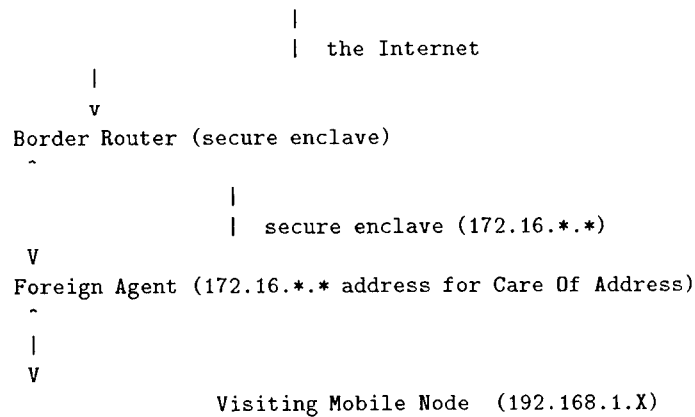 |
| the Internet
|
v
Border Router (secure enclave)
^
|
| secure enclave (172.16.*.*)
V
Foreign Agent (172.16.*.* address for Care Of Address)
^
|
V
Visiting Mobile Node (192.168.1.X)